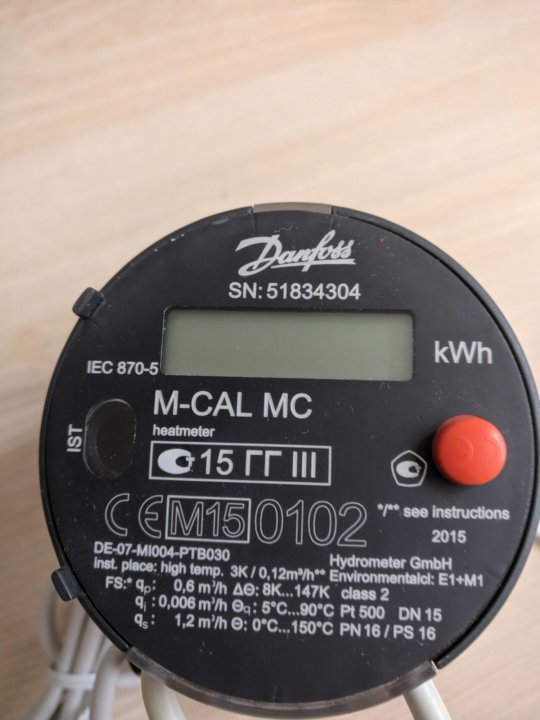 Danfoss
SN: 51834304
kWh
IEC 870-5
M-CAL MC
heatmeter
IST
15 ГГ III
CE M15 0102
*/** see instructions
2015
DE-07-MI004-PTB030
Hydrometer GmbH
inst. place: high temp. 3K / 0,12m³/h** Environmentalcl: E1+M1
FS:* qp: 0,6 m³/h ΔΘ: 8K...147K class 2
qi: 0,006 m³/h Θq: 5°C...90°C Pt 500 DN 15
qs: 1,2 m³/h Θ: 0°C...150°C PN 16 / PS 16